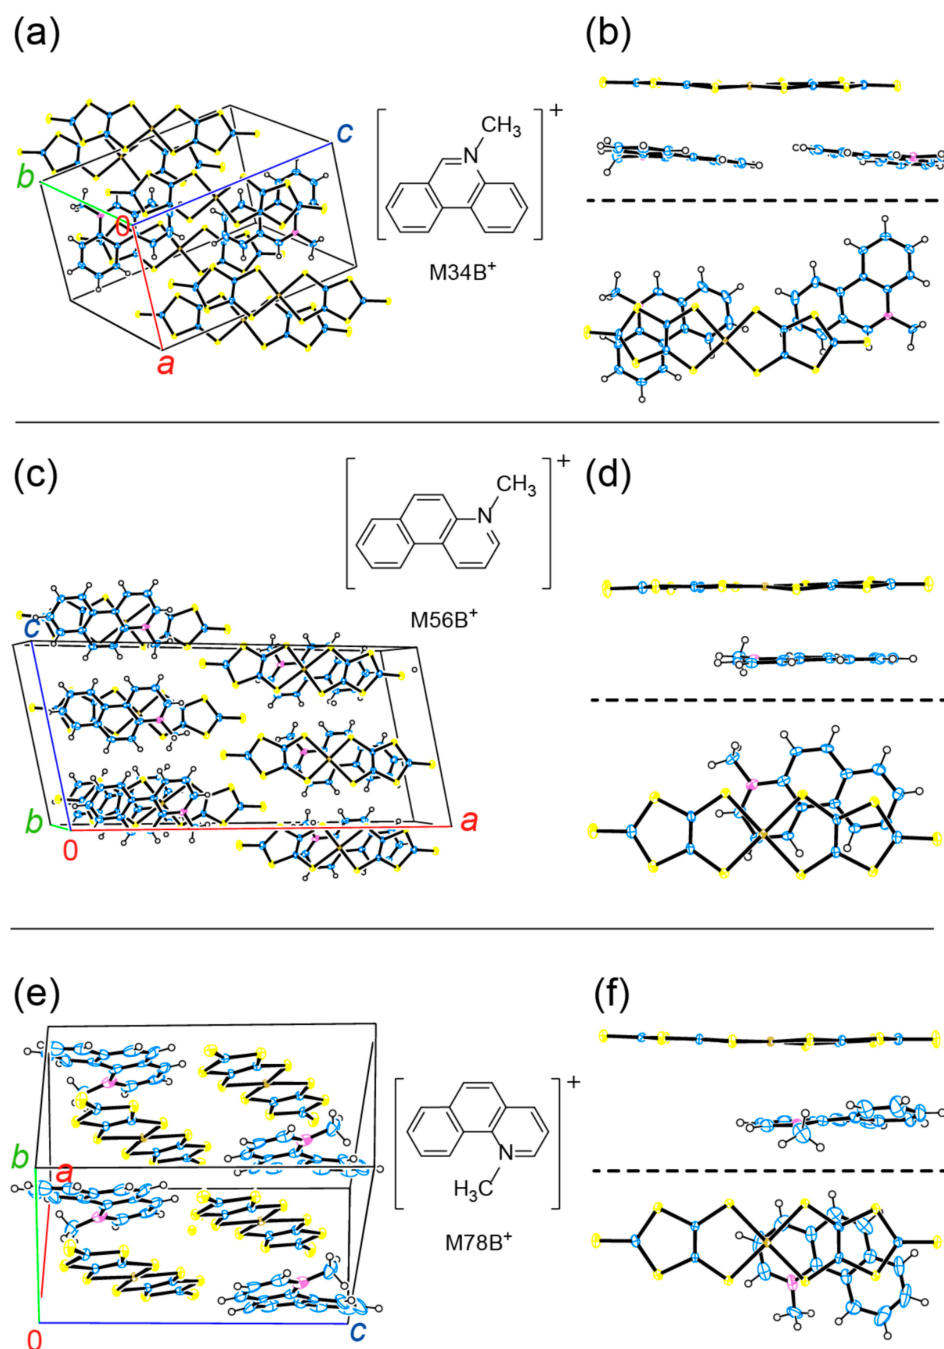 (a)
(b)
c
b
0
a
CH₃
N
+
M34B⁺
(c)
(d)
CH₃
N
+
M56B⁺
c
b
0
a
(e)
(f)
b
a
0
c
+
N
H₃C
M78B⁺